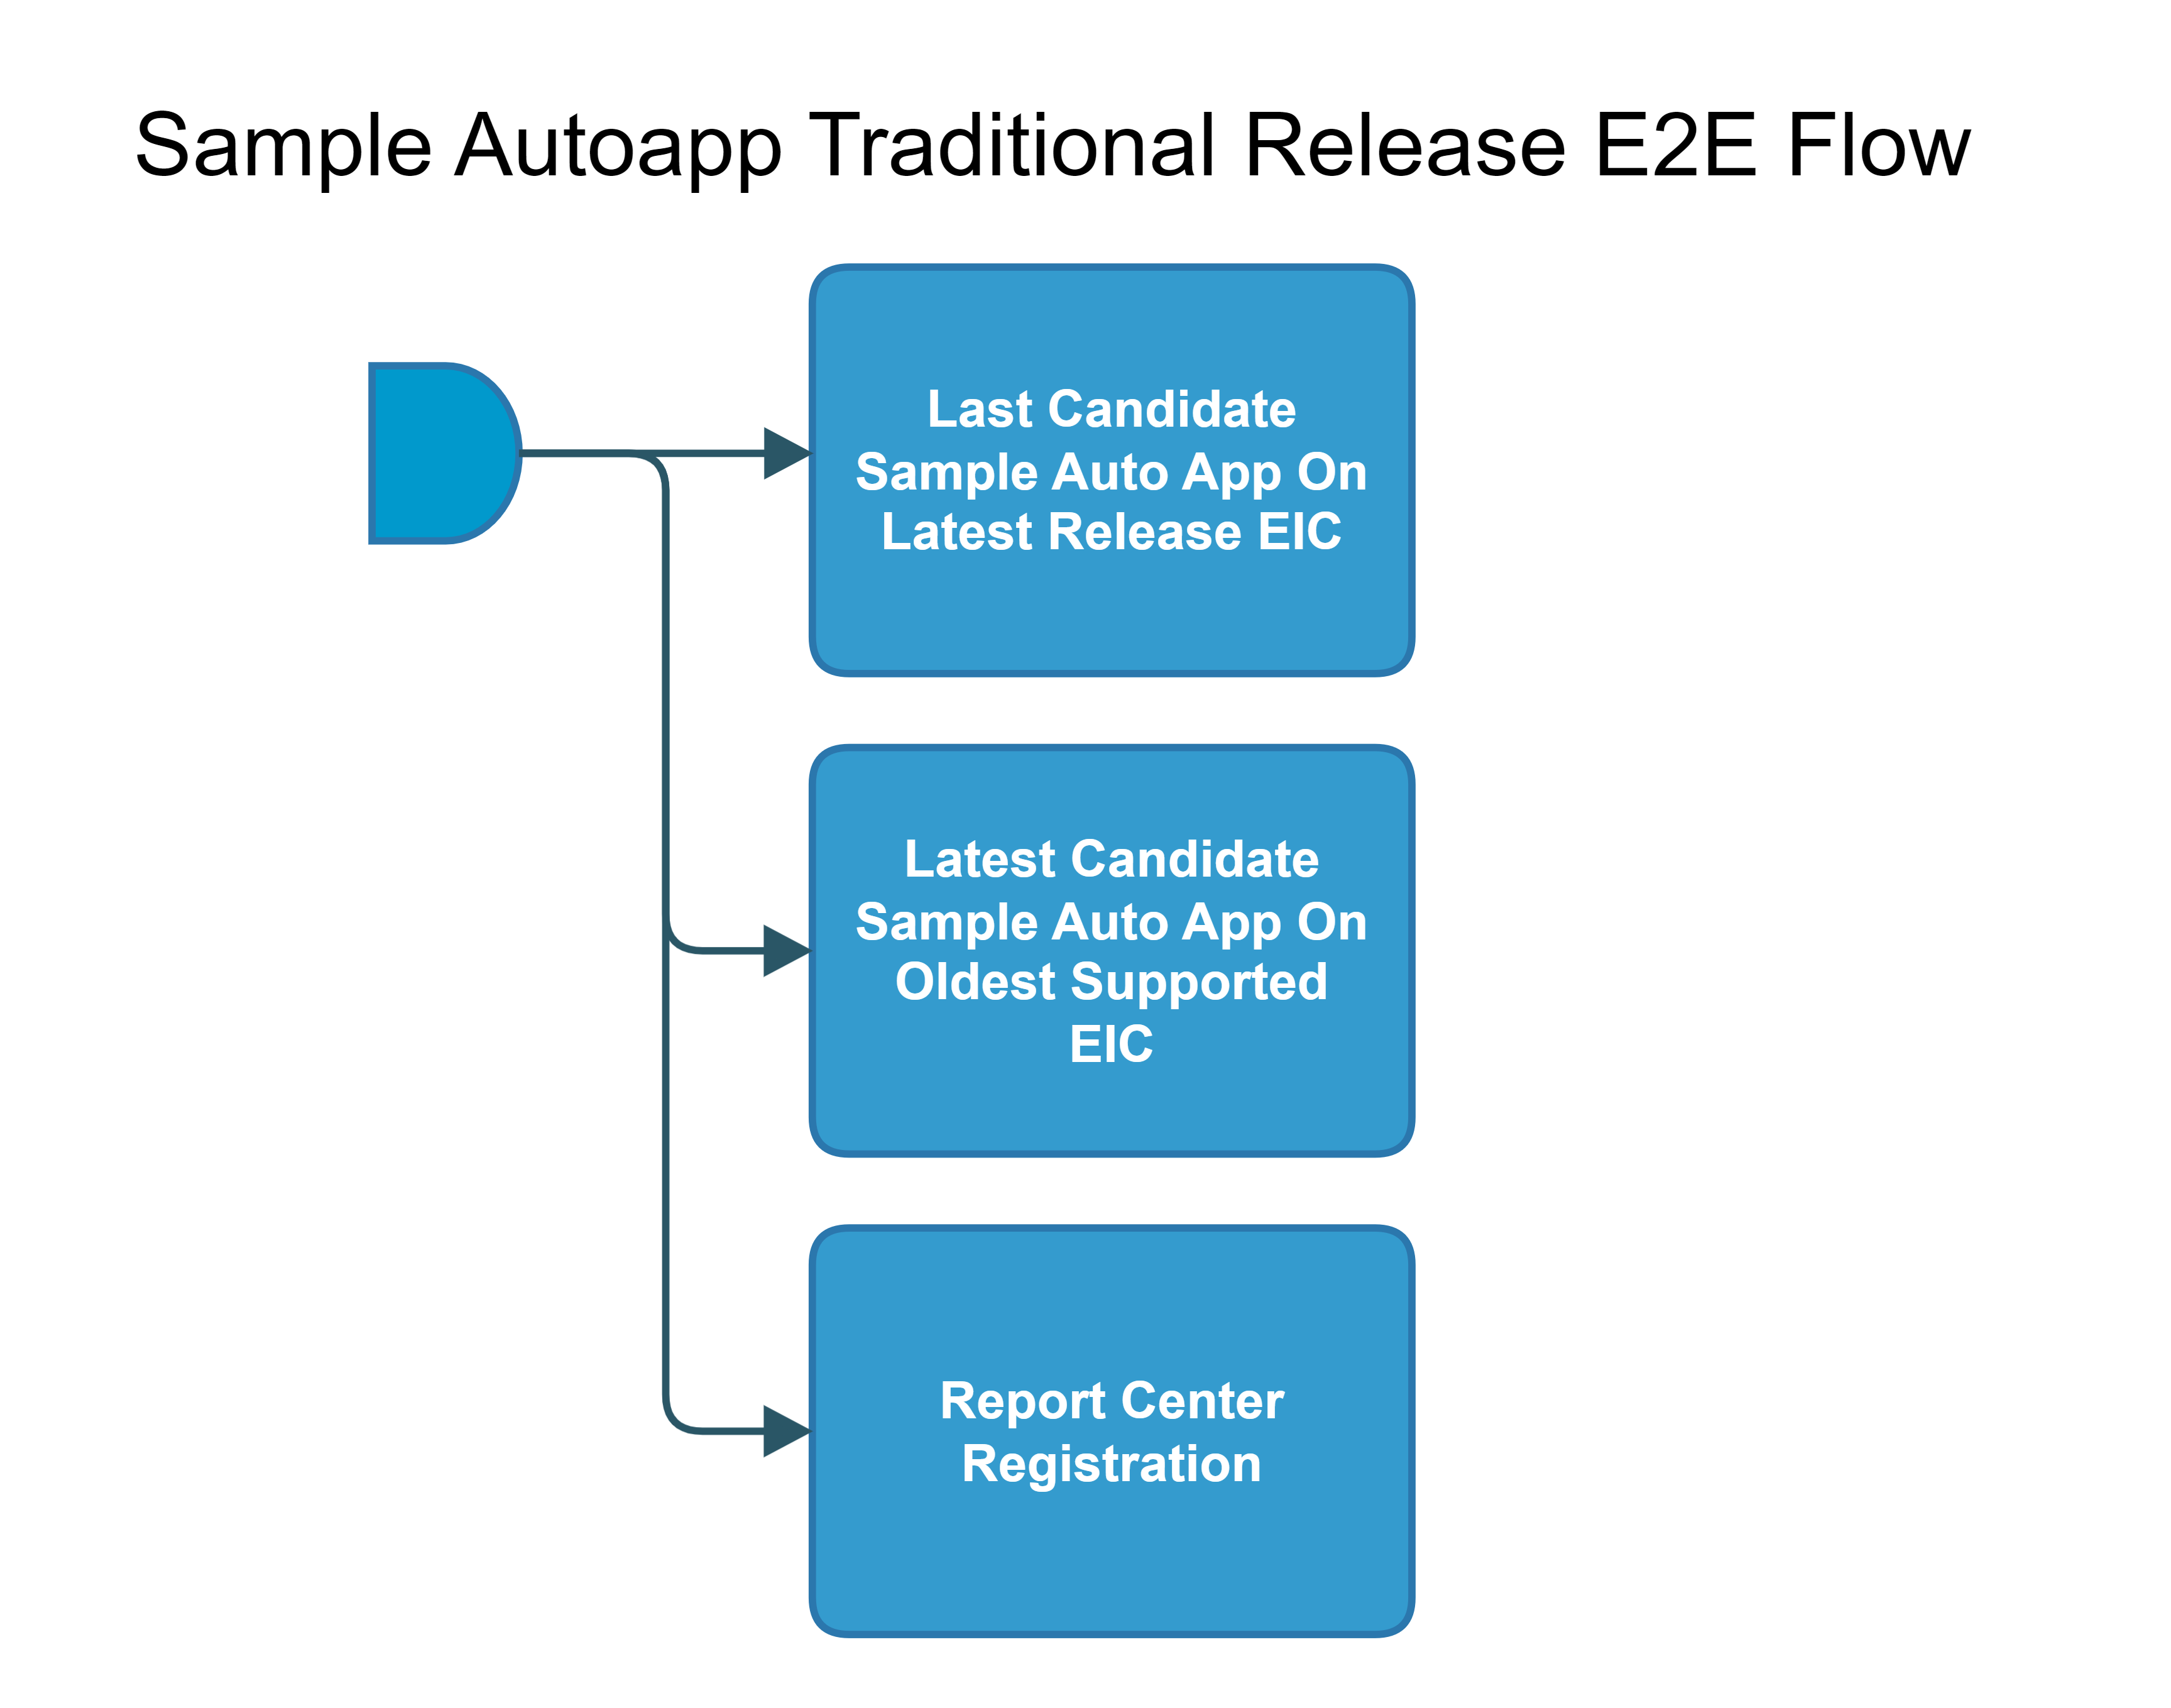 Sample Autoapp Traditional Release E2E Flow
Last Candidate
Sample Auto App On
Latest Release EIC
Latest Candidate
Sample Auto App On
Oldest Supported
EIC
Report Center
Registration